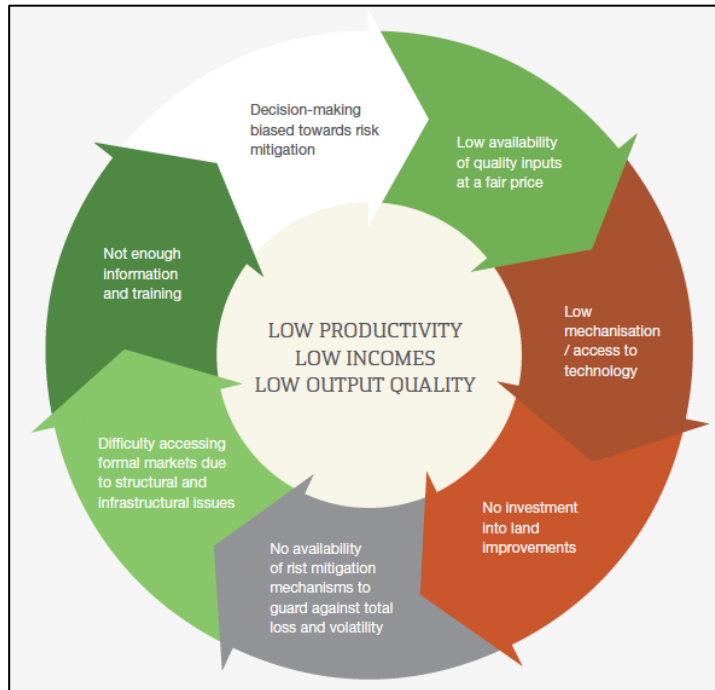 Decision-making
biased towards risk
mitigation
Low availability
of quality inputs
at a fair price
Low
mechanisation
/ access to
technology
No investment
into land
improvements
No availability
of rist mitigation
mechanisms to
guard against total
loss and volatility
Difficulty accessing
formal markets due
to structural and
infrastructural issues
Not enough
information
and training
LOW PRODUCTIVITY
LOW INCOMES
LOW OUTPUT QUALITY